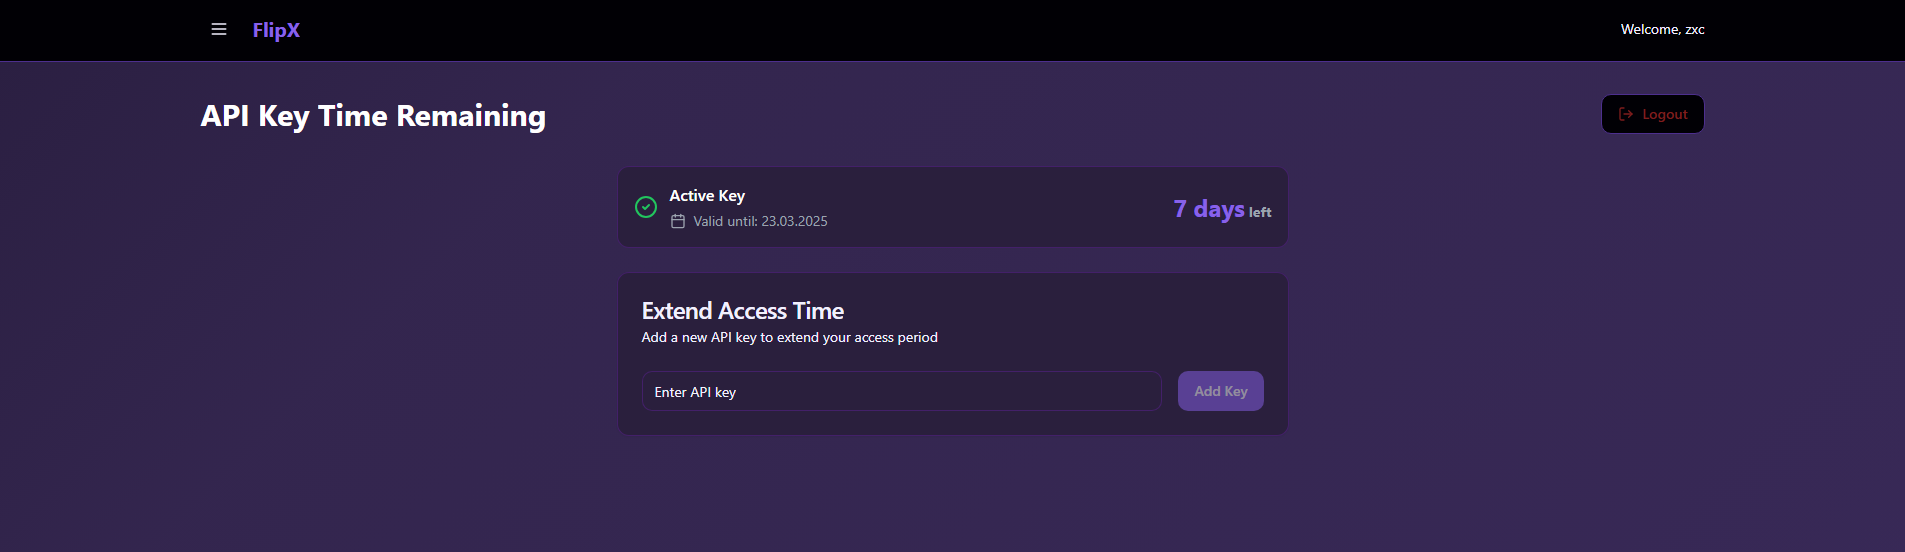 FlipX
Welcome, zxc
API Key Time Remaining
Logout
Active Key
Valid until: 23.03.2025
7 days left
Extend Access Time
Add a new API key to extend your access period
Enter API key
Add Key